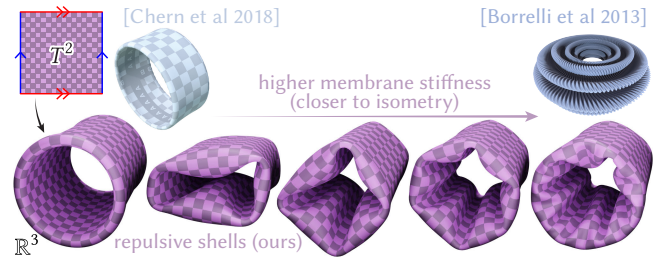 [Chern et al 2018]
[Borrelli et al 2013]
T²
higher membrane stiffness
(closer to isometry)
repulsive shells (ours)
ℝ³